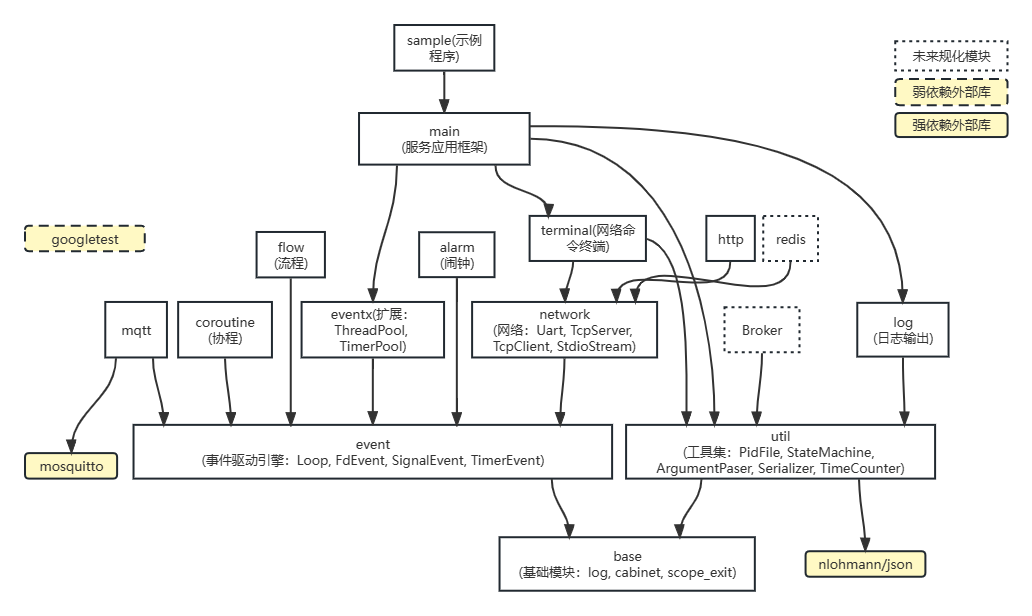 sample(示例
程序)
未来规化模块
弱依赖外部库
强依赖外部库
main
(服务应用框架)
googletest
flow
(流程)
alarm
(闹钟)
terminal(网络命
令终端)
http
redis
mqtt
coroutine
(协程)
eventx(扩展:
ThreadPool,
TimerPool)
network
(网络: Uart, TcpServer,
TcpClient, StdioStream)
Broker
log
(日志输出)
mosquitto
event
(事件驱动引擎: Loop, FdEvent, SignalEvent, TimerEvent)
util
(工具集: PidFile, StateMachine,
ArgumentPaser, Serializer, TimeCounter)
base
(基础模块: log, cabinet, scope_exit)
nlohmann/json